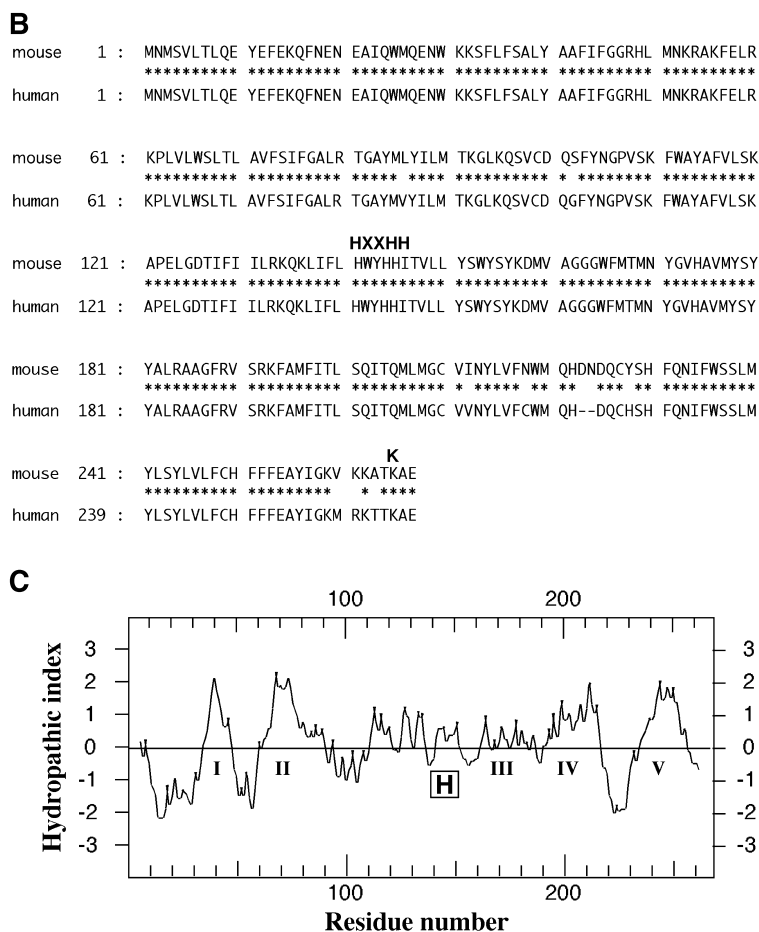 B
mouse 1 : MNMSVLTLQE YEFEKQFNEN EAIQWMQENW KKSFLFSALY AAFIFGGRHL MNKRAKFELR
********** ********** ********** ********** ********** **********
human 1 : MNMSVLTLQE YEFEKQFNEN EAIQWMQENW KKSFLFSALY AAFIFGGRHL MNKRAKFELR
mouse 61 : KPLVLWSLTL AVFSIFGALR TGAYMLYILM TKGLKQSVCD QSFYNGPVSK FWAYAFVLSK
********** ********** ***** **** ********** * ******** **********
human 61 : KPLVLWSLTL AVFSIFGALR TGAYMVYILM TKGLKQSVCD QGFYNGPVSK FWAYAFVLSK
HXXHH
mouse 121 : APELGDTIFI ILRKQKLIFL HWYHHITVLL YSWYSYKDMV AGGGWFMTMN YGVHAVMYSY
********** ********** ********** ********** ********** **********
human 121 : APELGDTIFI ILRKQKLIFL HWYHHITVLL YSWYSYKDMV AGGGWFMTMN YGVHAVMYSY
mouse 181 : YALRAAGFRV SRKFAMFITL SQITQMLMGC VINYLVFNWM QHDNDQCYSH FQNIFWSSLM
********** ********** ********** * ***** ** ** *** ** **********
human 181 : YALRAAGFRV SRKFAMFITL SQITQMLMGC VVNYLVFCWM QH--DQCHSH FQNIFWSSLM
K
mouse 241 : YLSYLVLFCH FFFEAYIGKV KKATKAE
********** ********* * ****
human 239 : YLSYLVLFCH FFFEAYIGKM RKTTKAE
C
100 200
3 3
2 2
1 1
0 0
-1 -1
-2 -2
-3 -3
Hydropathic index
I II H III IV V
100 200
Residue number